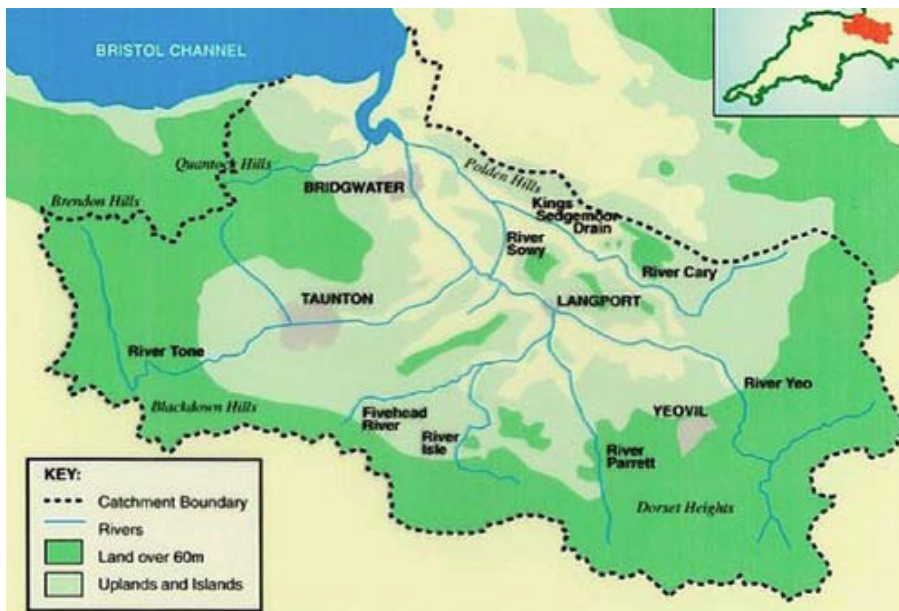 BRISTOL CHANNEL
Quantock Hills
Polden Hills
BRIDGWATER
Brendon Hills
Kings
Sedgemoor
Drain
River
Sowy
River Cary
TAUNTON
LANGPORT
River Tone
River Yeo
Blackdown Hills
Fivehead
River
YEOVIL
River
Isle
River
Parrett
Dorset Heights
KEY:
Catchment Boundary
Rivers
Land over 60m
Uplands and Islands